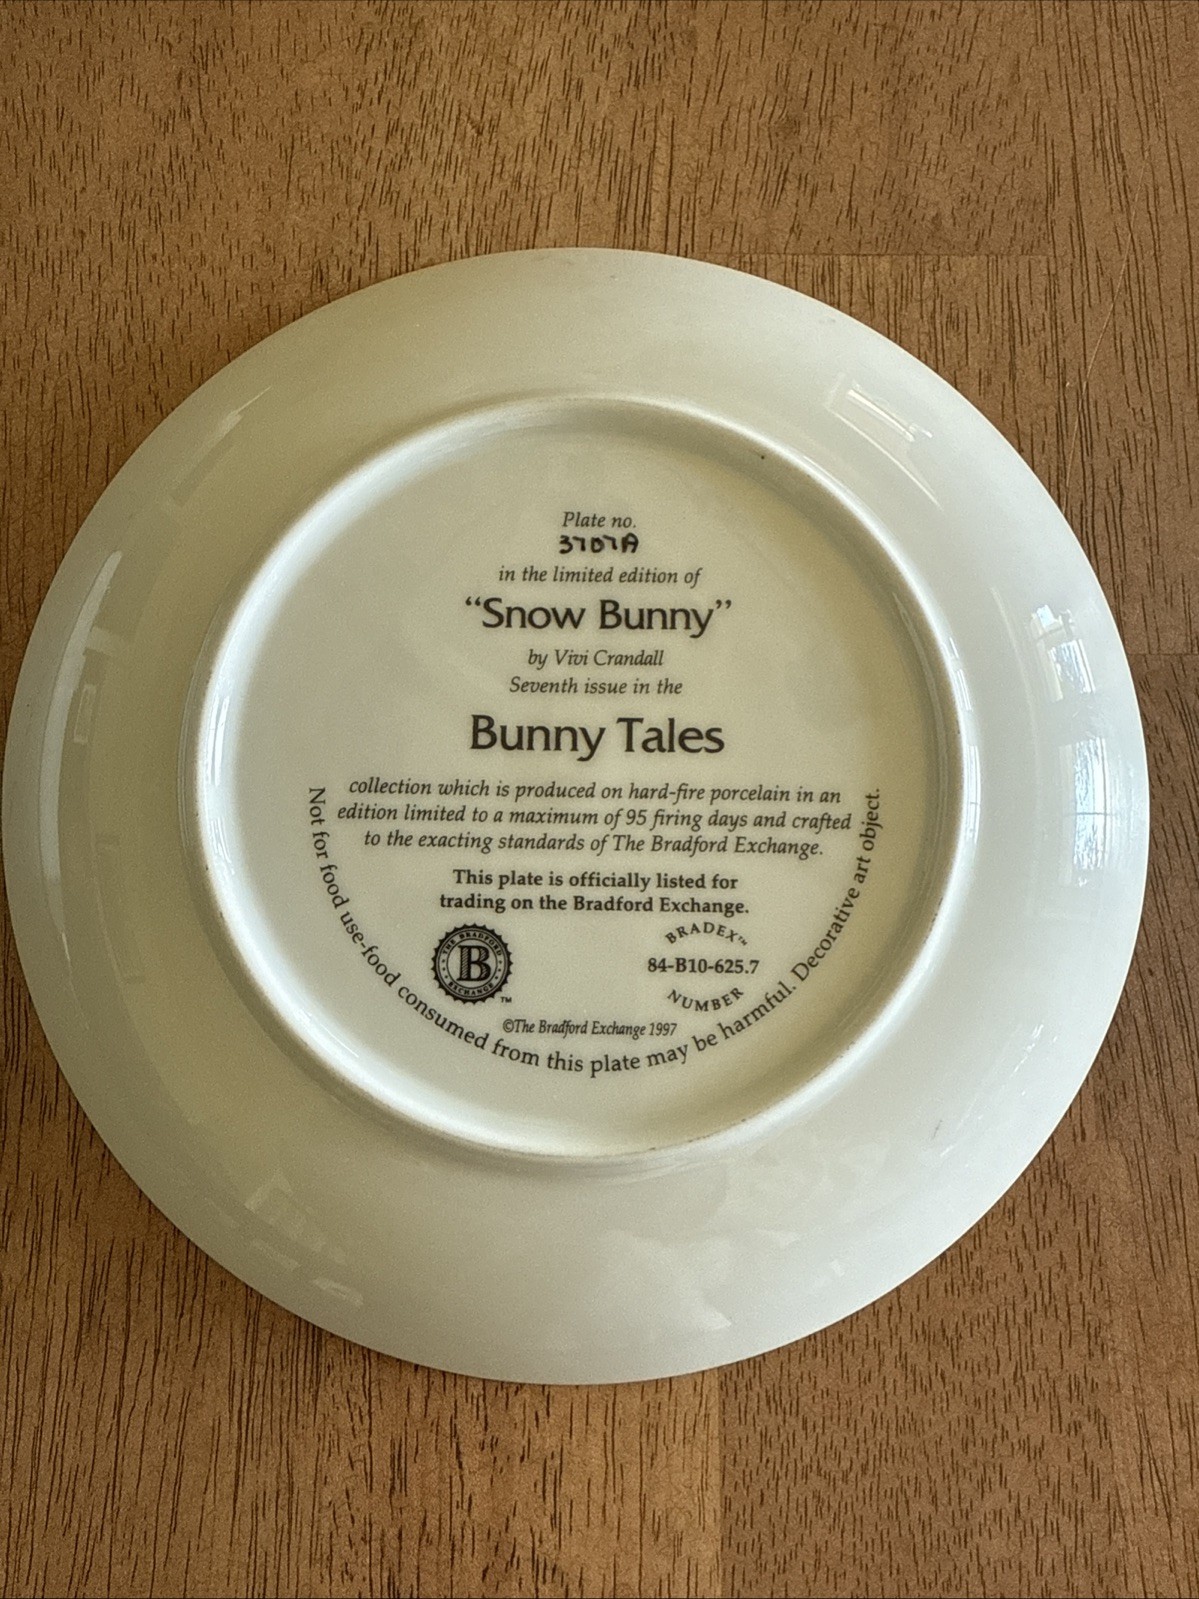 Plate no.
3707A
in the limited edition of
“Snow Bunny”
by Vivi Crandall
Seventh issue in the
Bunny Tales
collection which is produced on hard-fire porcelain in an
edition limited to a maximum of 95 firing days and crafted
to the exacting standards of The Bradford Exchange.
This plate is officially listed for
trading on the Bradford Exchange.
THE BRADFORD
B
EXCHANGE
TM
BRADEX™
84-B10-625.7
NUMBER
©The Bradford Exchange 1997
Not for food use-food consumed from this plate may be harmful. Decorative art object.